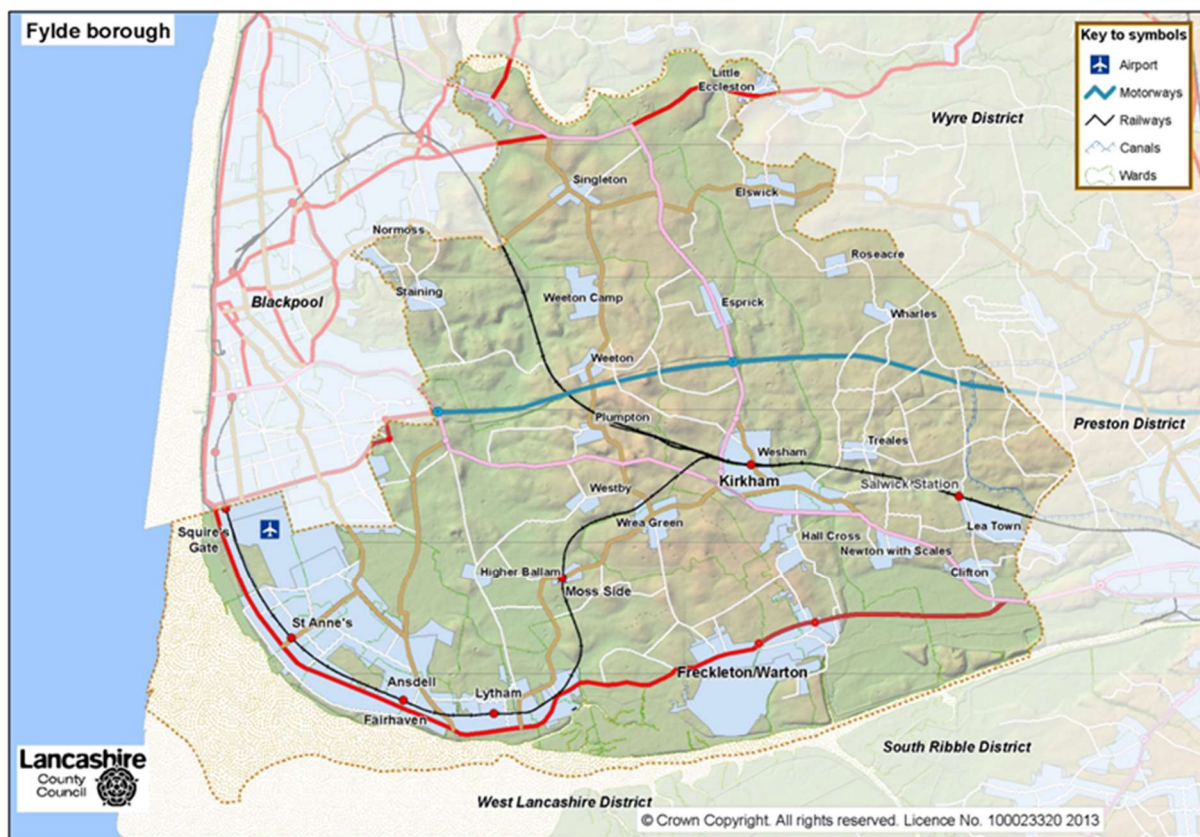 Fylde borough
Key to symbols
Airport
Motorways
Railways
Canals
Wards
Little
Eccleston
Wyre District
Singleton
Elswick
Normoss
Roseacre
Staining
Weeton Camp
Blackpool
Esprick
Wharles
Weeton
Plumpton
Preston District
Treales
Wesham
Kirkham
Salwick Station
Westby
Wrea Green
Lea Town
Squire's
Gate
Hall Cross
Newton with Scales
Higher Ballam
Clifton
Moss Side
St Anne's
Freckleton/Warton
Ansdell
Lytham
Fairhaven
South Ribble District
Lancashire
County
Council
West Lancashire District
© Crown Copyright. All rights reserved. Licence No. 100023320 2013